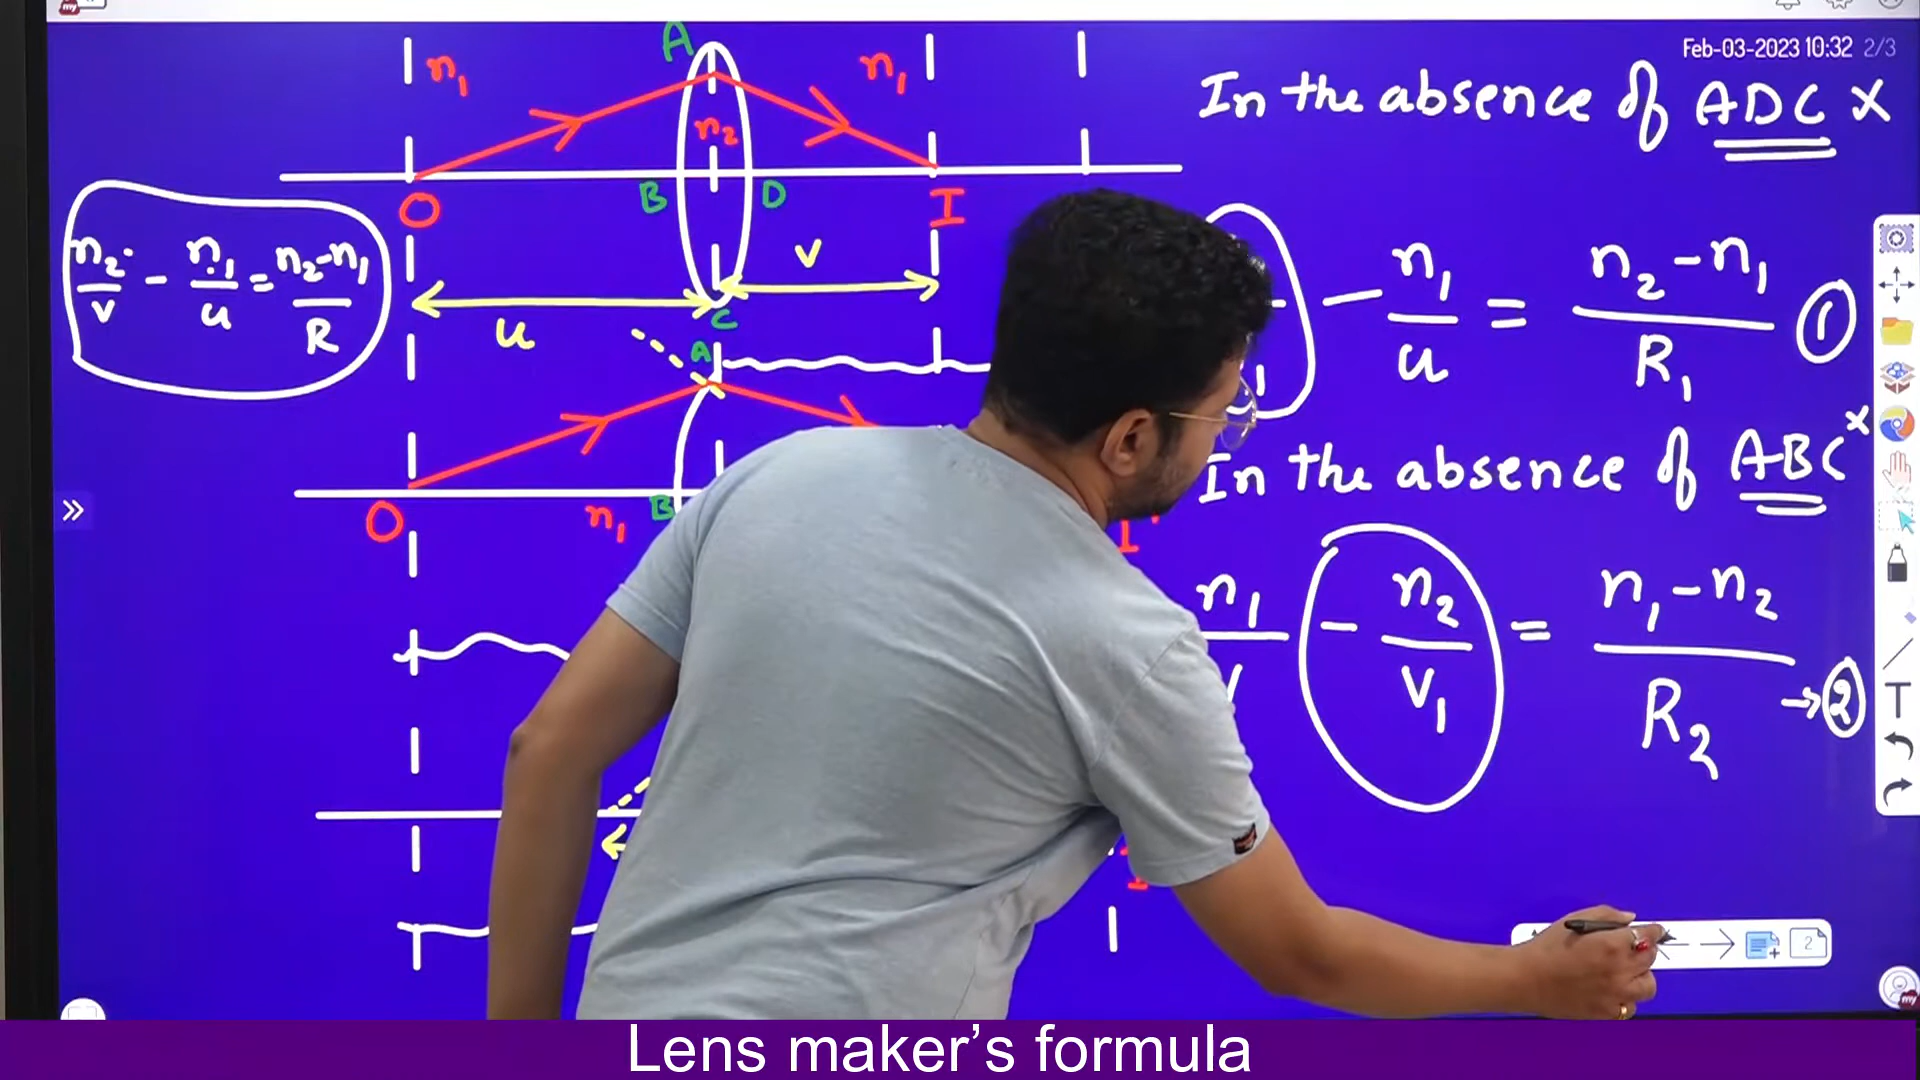 Feb-03-2023 10:32 2/3
In the absence of ADC X
A
n₁ n₁
n₂
B D
O I
n₂/v - n₁/u = n₂-n₁/R
v
u
C
- n₁/u = n₂-n₁/R₁ ①
A
In the absence of ABC x
O n₁ B I'
n₁/v - n₂/v₁ = n₁-n₂/R₂ → ②
T
I
2
Lens maker's formula